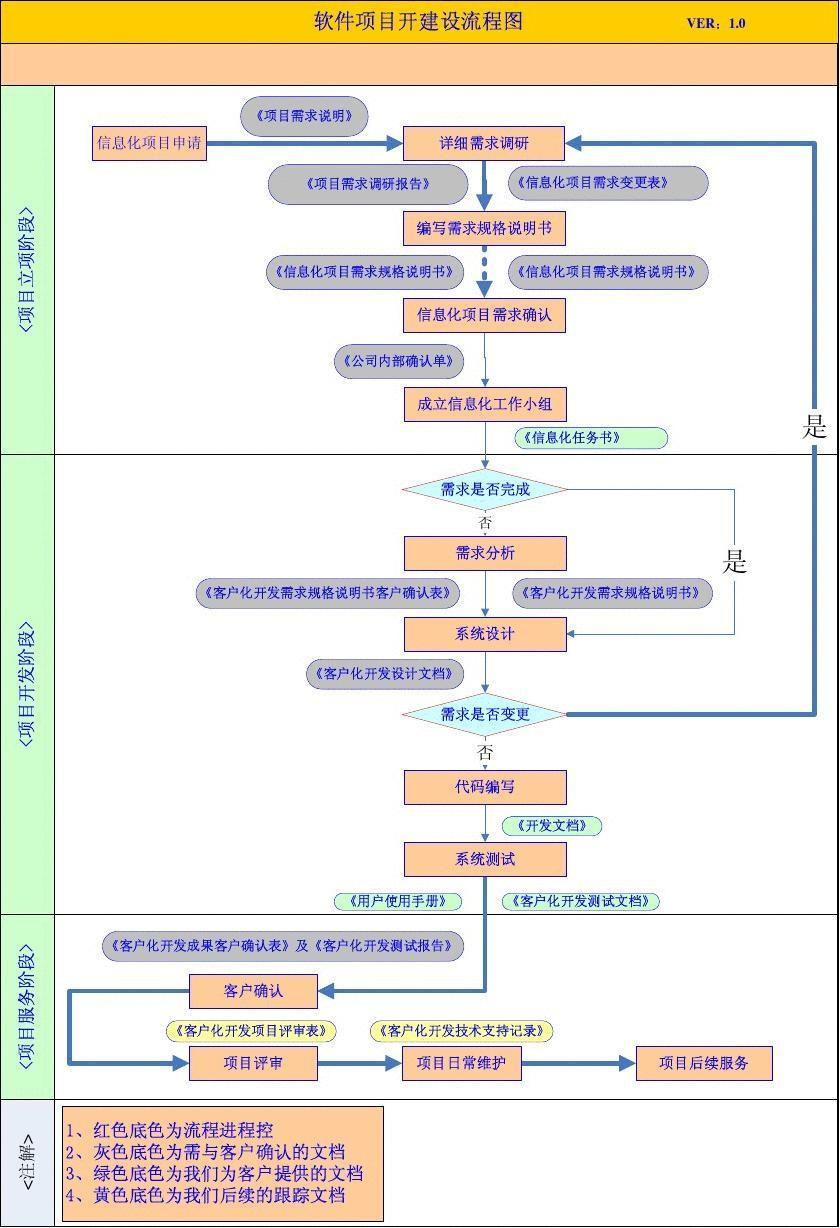 软件项目开建设流程图
VER：1.0
<项目立项阶段>
《项目需求说明》
信息化项目申请
详细需求调研
《项目需求调研报告》
《信息化项目需求变更表》
编写需求规格说明书
《信息化项目需求规格说明书》
《信息化项目需求规格说明书》
信息化项目需求确认
《公司内部确认单》
成立信息化工作小组
是
《信息化任务书》
<项目开发阶段>
需求是否完成
否
需求分析
是
《客户化开发需求规格说明书客户确认表》
《客户化开发需求规格说明书》
系统设计
《客户化开发设计文档》
需求是否变更
否
代码编写
《开发文档》
系统测试
《用户使用手册》
《客户化开发测试文档》
<项目服务阶段>
《客户化开发成果客户确认表》及《客户化开发测试报告》
客户确认
《客户化开发项目评审表》
《客户化开发技术支持记录》
项目评审
项目日常维护
项目后续服务
<注解>
1、红色底色为流程进程控
2、灰色底色为需与客户确认的文档
3、绿色底色为我们为客户提供的文档
4、黄色底色为我们后续的跟踪文档